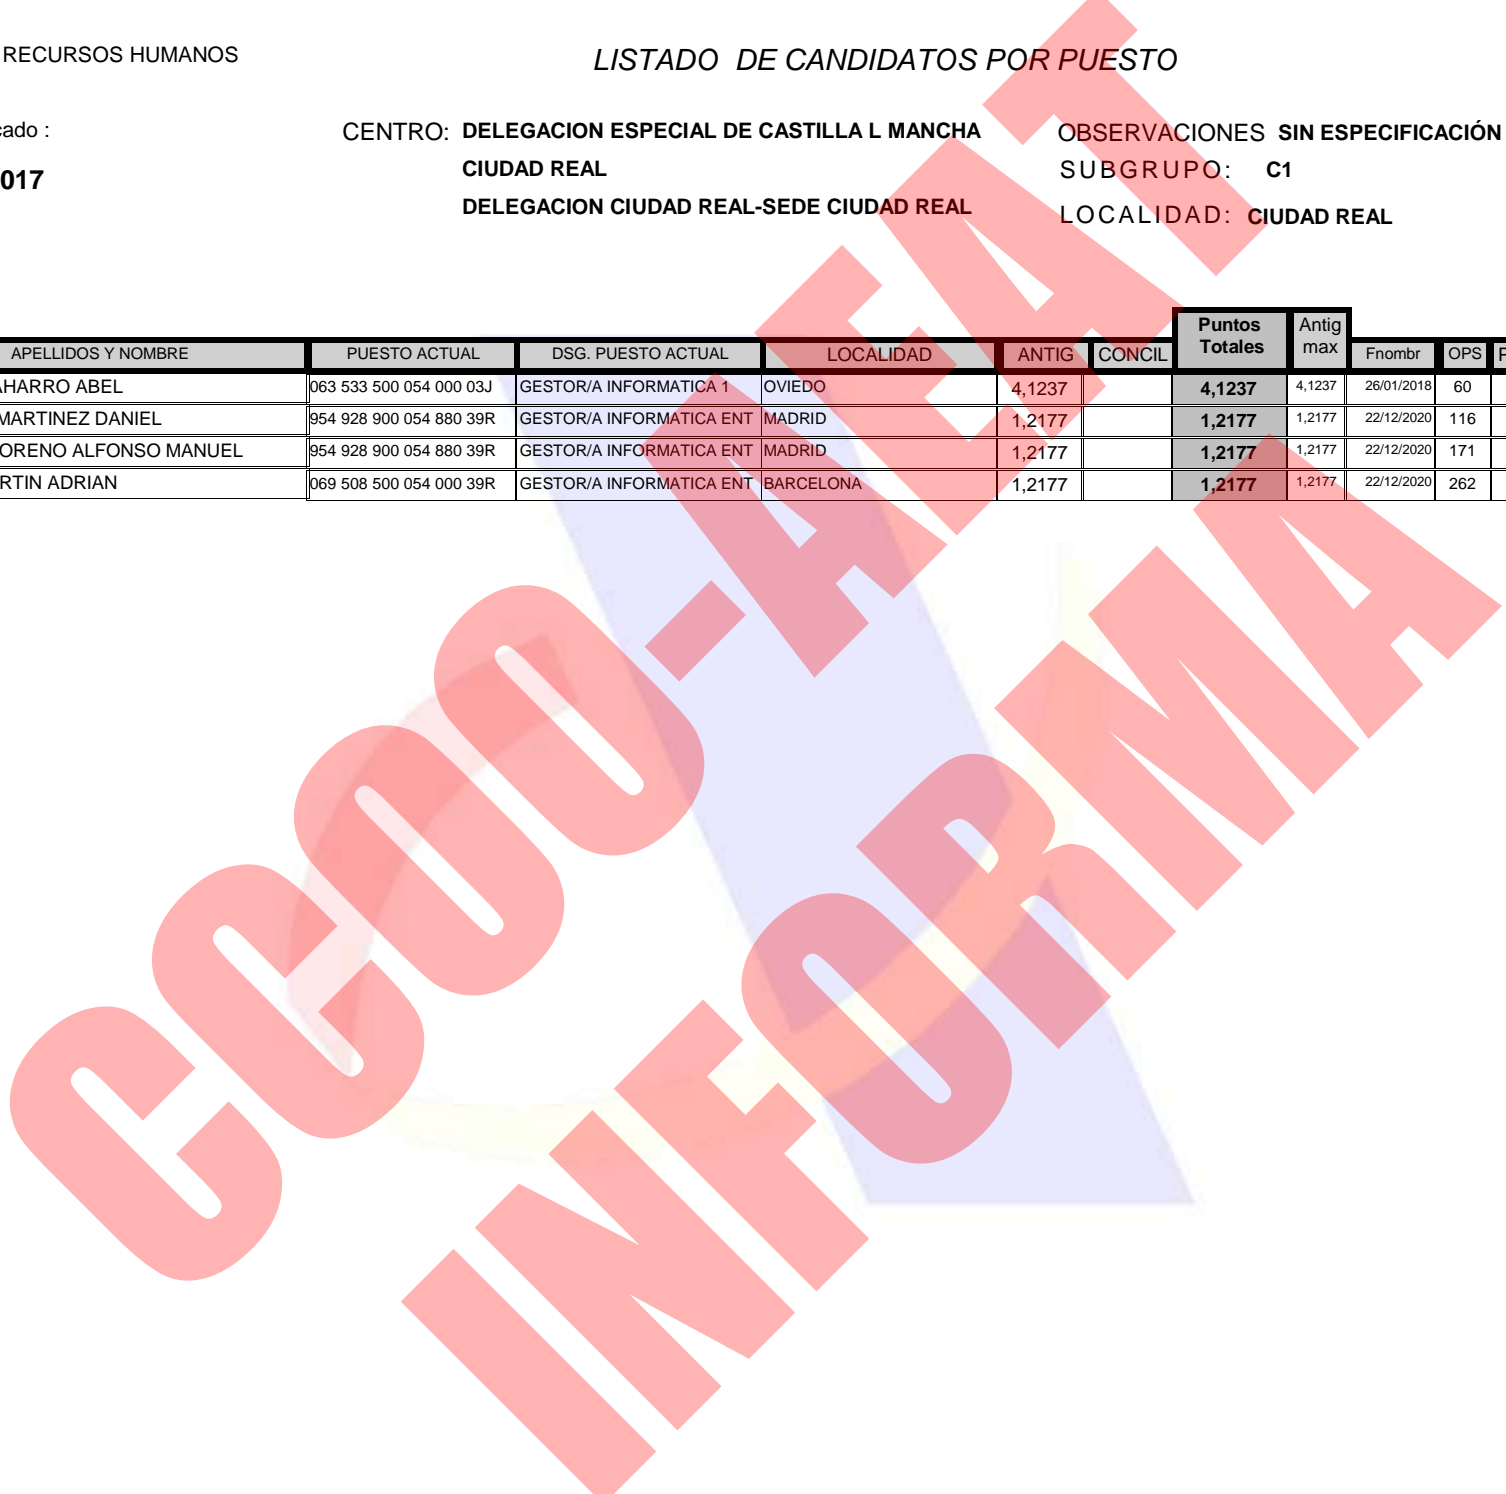 RECURSOS HUMANOS
LISTADO DE CANDIDATOS POR PUESTO
cado :
CENTRO: DELEGACION ESPECIAL DE CASTILLA L MANCHA
OBSERVACIONES SIN ESPECIFICACIÓN
017
CIUDAD REAL
SUBGRUPO: C1
DELEGACION CIUDAD REAL-SEDE CIUDAD REAL
LOCALIDAD: CIUDAD REAL
APELLIDOS Y NOMBRE PUESTO ACTUAL DSG. PUESTO ACTUAL LOCALIDAD ANTIG CONCIL Puntos Totales Antig max Fnombr OPS P
AHARRO ABEL 063 533 500 054 000 03J GESTOR/A INFORMATICA 1 OVIEDO 4,1237 4,1237 4,1237 26/01/2018 60
MARTINEZ DANIEL 954 928 900 054 880 39R GESTOR/A INFORMATICA ENT MADRID 1,2177 1,2177 1,2177 22/12/2020 116
ORENO ALFONSO MANUEL 954 928 900 054 880 39R GESTOR/A INFORMATICA ENT MADRID 1,2177 1,2177 1,2177 22/12/2020 171
RTIN ADRIAN 069 508 500 054 000 39R GESTOR/A INFORMATICA ENT BARCELONA 1,2177 1,2177 1,2177 22/12/2020 262
CCOO-AEAT
INFORMA